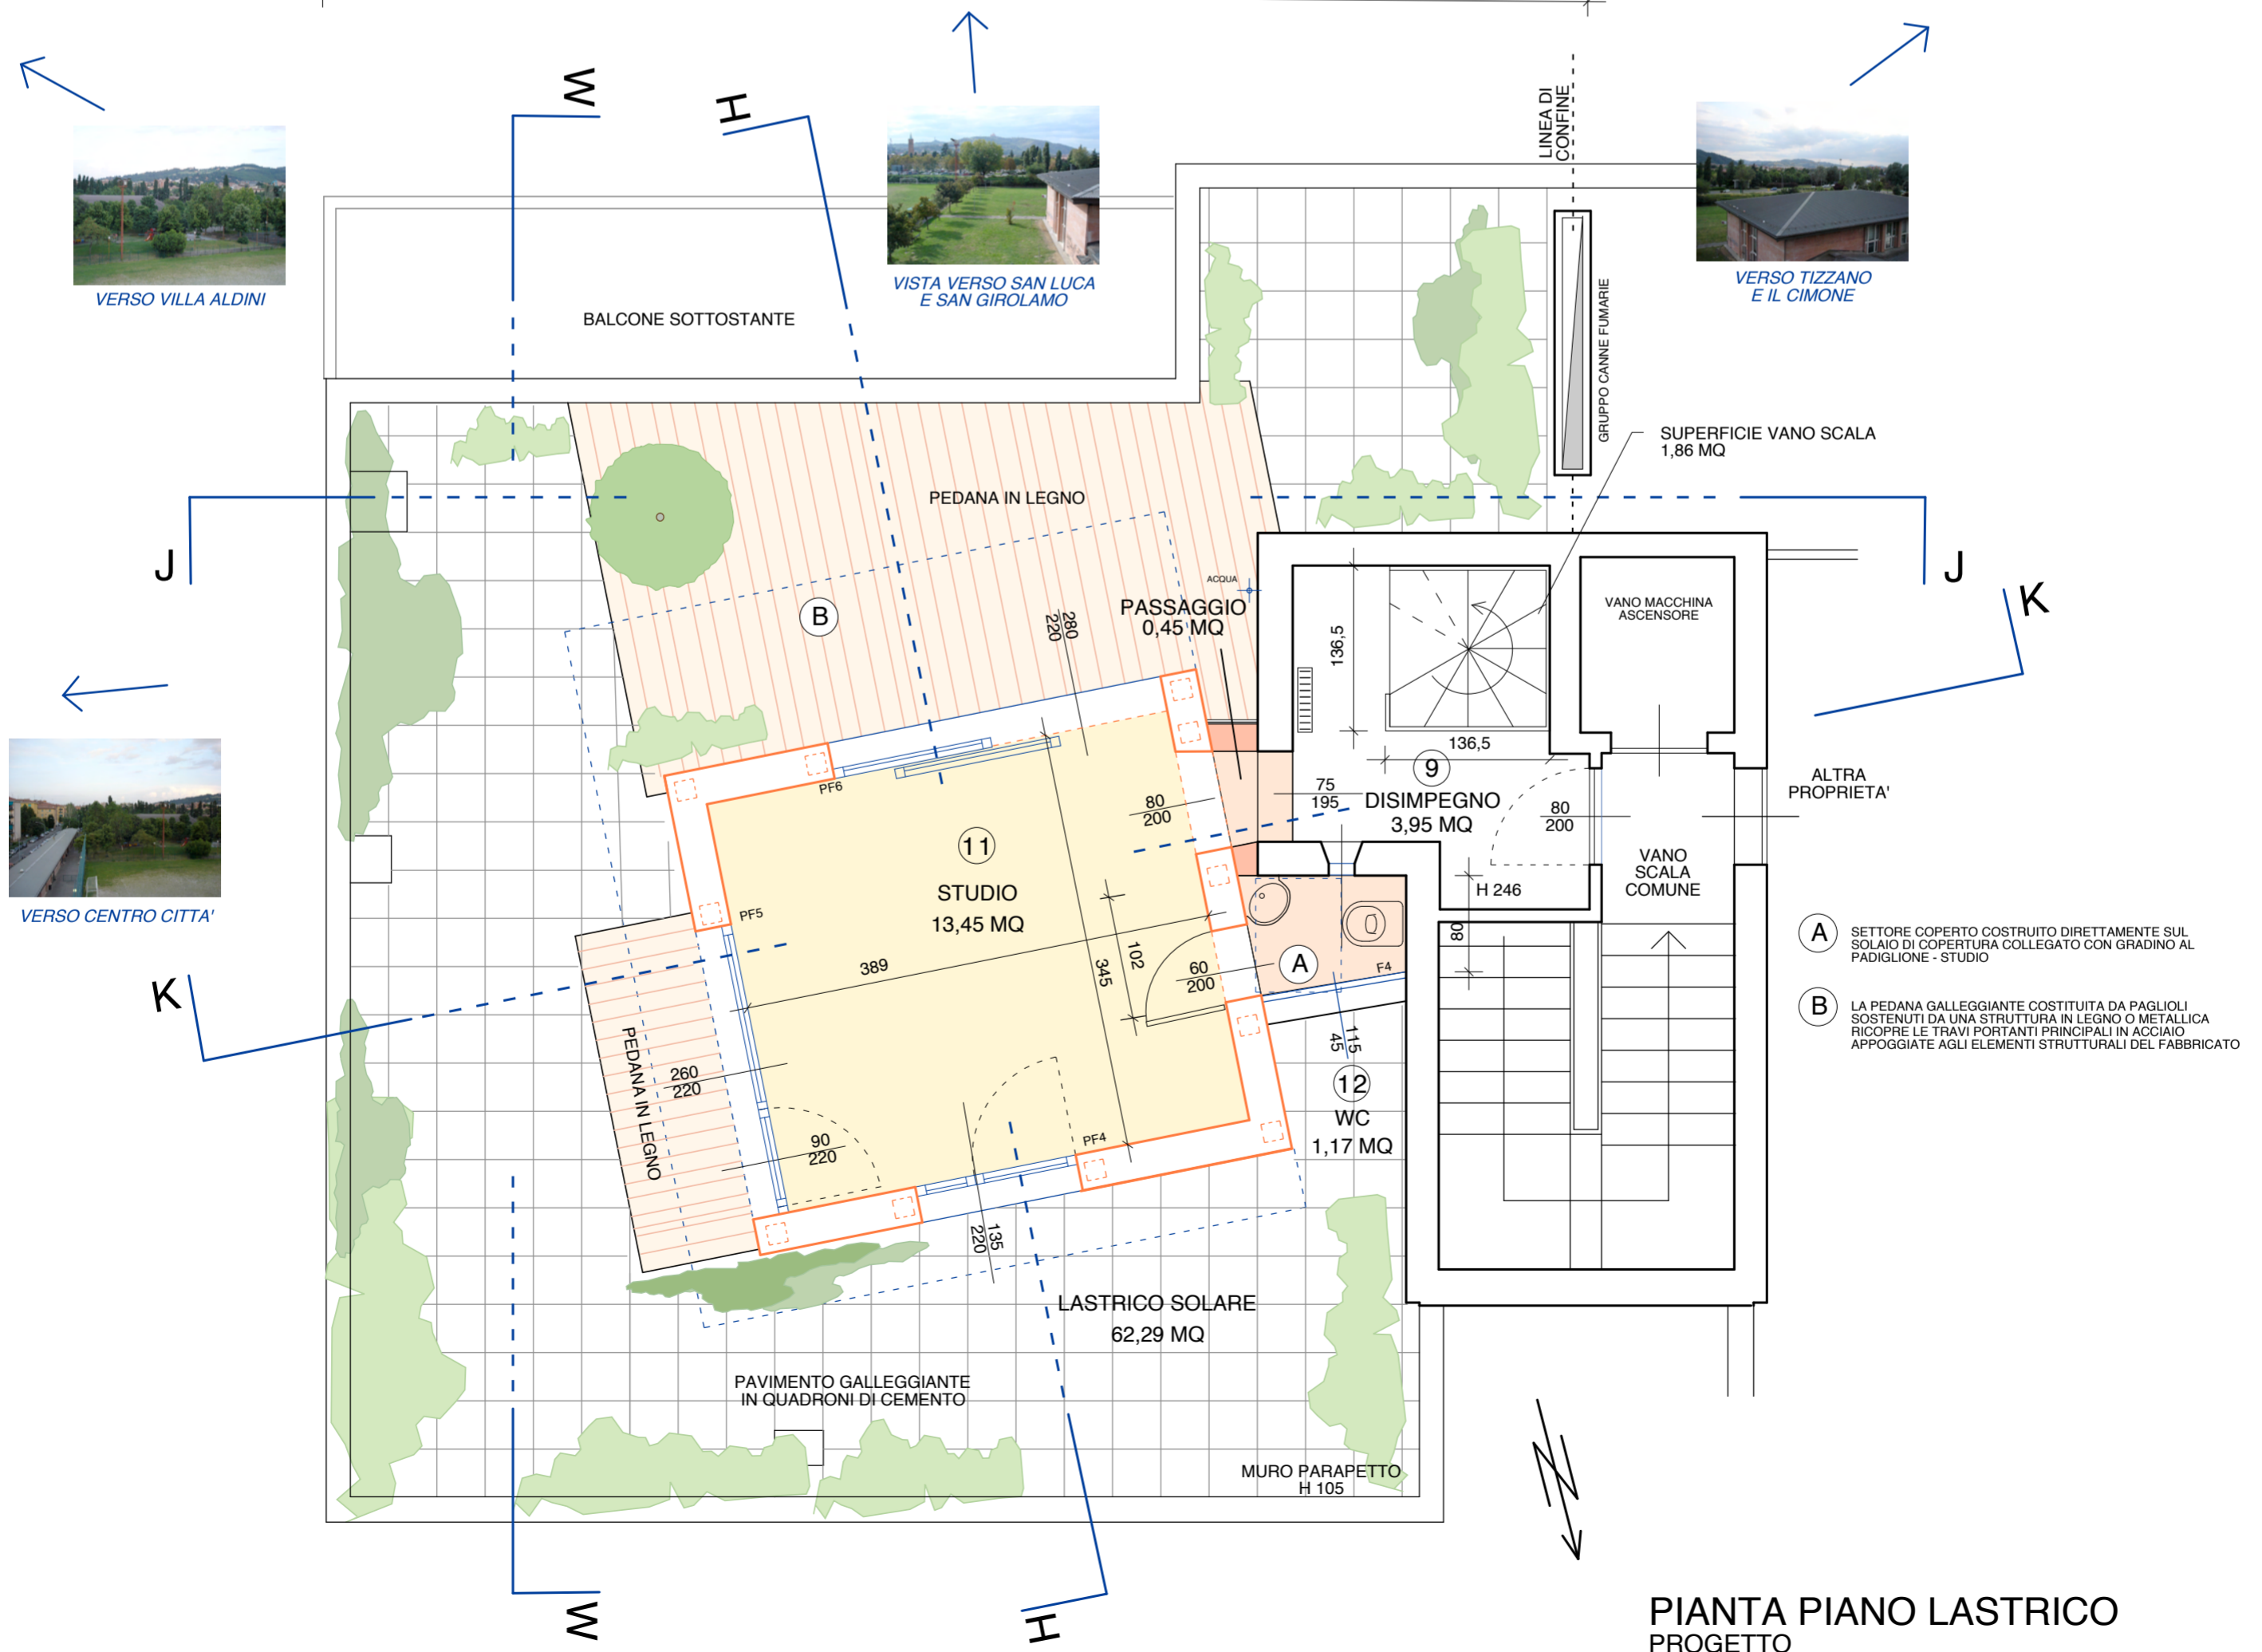 W
H
LINEA DI
CONFINE
VERSO VILLA ALDINI
VISTA VERSO SAN LUCA
E SAN GIROLAMO
VERSO TIZZANO
E IL CIMONE
BALCONE SOTTOSTANTE
GRUPPO CANNE FUMARIE
SUPERFICIE VANO SCALA
1,86 MQ
PEDANA IN LEGNO
J
J
K
ACQUA
B
PASSAGGIO
0,45 MQ
280
220
136,5
136,5
VANO MACCHINA
ASCENSORE
9
DISIMPEGNO
3,95 MQ
75
195
80
200
80
200
ALTRA
PROPRIETA'
VANO
SCALA
COMUNE
H 246
80
PF6
11
STUDIO
13,45 MQ
PF5
389
345
102
60
200
A
F4
115
45
12
WC
1,17 MQ
VERSO CENTRO CITTA'
K
PEDANA IN LEGNO
260
220
90
220
PF4
135
220
A
SETTORE COPERTO COSTRUITO DIRETTAMENTE SUL
SOLAIO DI COPERTURA COLLEGATO CON GRADINO AL
PADIGLIONE - STUDIO
B
LA PEDANA GALLEGGIANTE COSTITUITA DA PAGLIOLI
SOSTENUTI DA UNA STRUTTURA IN LEGNO O METALLICA
RICOPRE LE TRAVI PORTANTI PRINCIPALI IN ACCIAIO
APPOGGIATE AGLI ELEMENTI STRUTTURALI DEL FABBRICATO
LASTRICO SOLARE
62,29 MQ
PAVIMENTO GALLEGGIANTE
IN QUADRONI DI CEMENTO
MURO PARAPETTO
H 105
N
W
H
PIANTA PIANO LASTRICO
PROGETTO